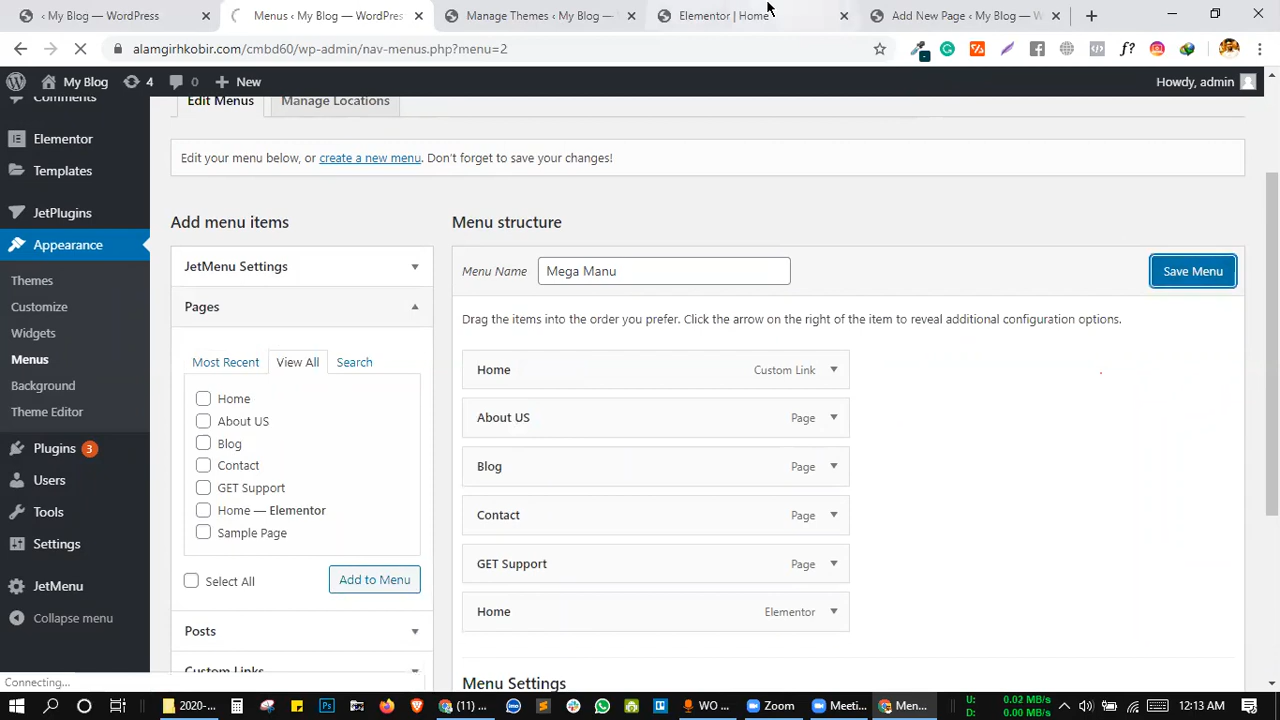 ‹ My Blog — WordPress
Menus ‹ My Blog — WordPres
Manage Themes ‹ My Blog —
Elementor | Home
Add New Page ‹ My Blog — W
alamgirhkobir.com/cmbd60/wp-admin/nav-menus.php?menu=2
My Blog
4
0
New
Howdy, admin
Comments
Elementor
Templates
JetPlugins
Appearance
Themes
Customize
Widgets
Menus
Background
Theme Editor
Plugins 3
Users
Tools
Settings
JetMenu
Collapse menu
Edit Menus
Manage Locations
Edit your menu below, or create a new menu. Don't forget to save your changes!
Add menu items
JetMenu Settings
Pages
Most Recent
View All
Search
Home
About US
Blog
Contact
GET Support
Home — Elementor
Sample Page
Select All
Add to Menu
Posts
Custom Links
Menu structure
Menu Name
Mega Manu
Save Menu
Drag the items into the order you prefer. Click the arrow on the right of the item to reveal additional configuration options.
Home Custom Link
About US Page
Blog Page
Contact Page
GET Support Page
Home Elementor
Menu Settings
Connecting...
2020-
(11) ...
WO ...
Zoom
Meeti...
Men...
U: 0.02 MB/s
D: 0.00 MB/s
12:13 AM